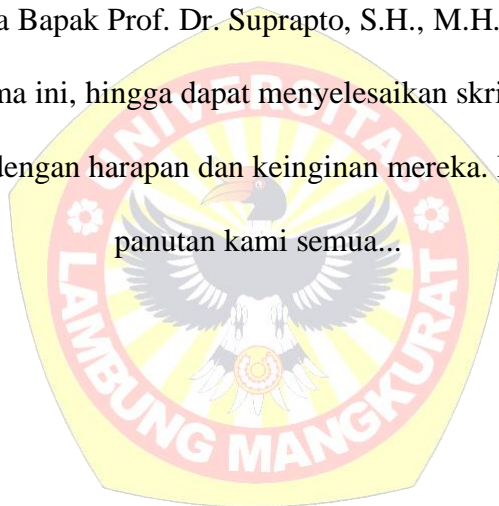 a Bapak Prof. Dr. Suprapto, S.H., M.H.
ma ini, hingga dapat menyelesaikan skri
dengan harapan dan keinginan mereka.
panutan kami semua...
UNIVERSITAS
LAMBUNG MANGKURAT